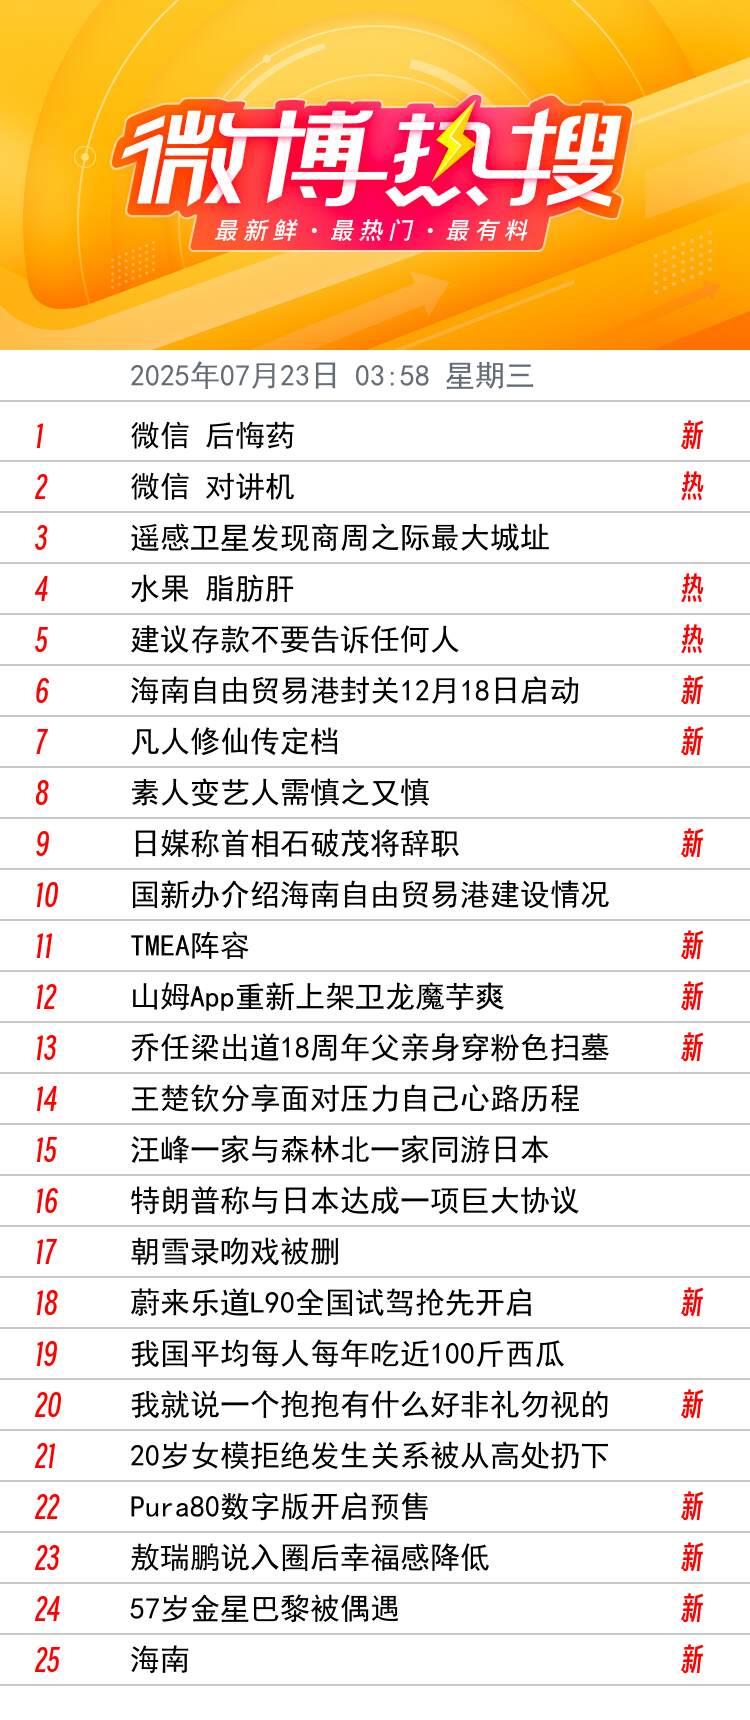 微博热搜
最新鲜·最热门·最有料
2025年07月23日 03:58 星期三
1 微信 后悔药 新
2 微信 对讲机 热
3 遥感卫星发现商周之际最大城址
4 水果 脂肪肝 热
5 建议存款不要告诉任何人 热
6 海南自由贸易港封关12月18日启动 新
7 凡人修仙传定档 新
8 素人变艺人需慎之又慎
9 日媒称首相石破茂将辞职 新
10 国新办介绍海南自由贸易港建设情况
11 TMEA阵容 新
12 山姆App重新上架卫龙魔芋爽 新
13 乔任梁出道18周年父亲身穿粉色扫墓 新
14 王楚钦分享面对压力自己心路历程
15 汪峰一家与森林北一家同游日本
16 特朗普称与日本达成一项巨大协议
17 朝雪录吻戏被删
18 蔚来乐道L90全国试驾抢先开启 新
19 我国平均每人每年吃近100斤西瓜
20 我就说一个抱抱有什么好非礼勿视的 新
21 20岁女模拒绝发生关系被从高处扔下
22 Pura80数字版开启预售 新
23 敖瑞鹏说入圈后幸福感降低 新
24 57岁金星巴黎被偶遇 新
25 海南 新